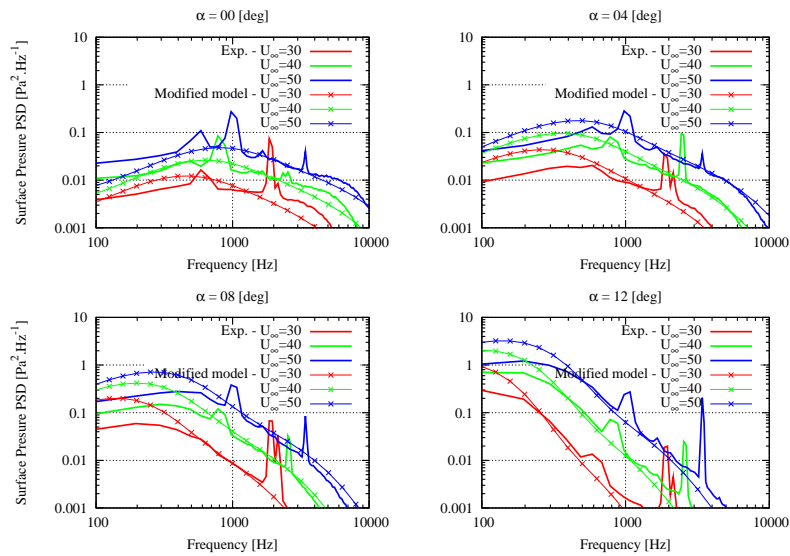 α = 00 [deg]
Surface Pressure PSD [Pa².Hz⁻¹]
10
1
0.1
0.01
0.001
Exp. - U∞=30
U∞=40
U∞=50
Modified model - U∞=30
U∞=40
U∞=50
100
1000
10000
Frequency [Hz]
α = 04 [deg]
10
1
0.1
0.01
0.001
Exp. - U∞=30
U∞=40
U∞=50
Modified model - U∞=30
U∞=40
U∞=50
100
1000
10000
Frequency [Hz]
α = 08 [deg]
Surface Pressure PSD [Pa².Hz⁻¹]
10
1
0.1
0.01
0.001
Exp. - U∞=30
U∞=40
U∞=50
Modified model - U∞=30
U∞=40
U∞=50
100
1000
10000
Frequency [Hz]
α = 12 [deg]
10
1
0.1
0.01
0.001
Exp. - U∞=30
U∞=40
U∞=50
Modified model - U∞=30
U∞=40
U∞=50
100
1000
10000
Frequency [Hz]